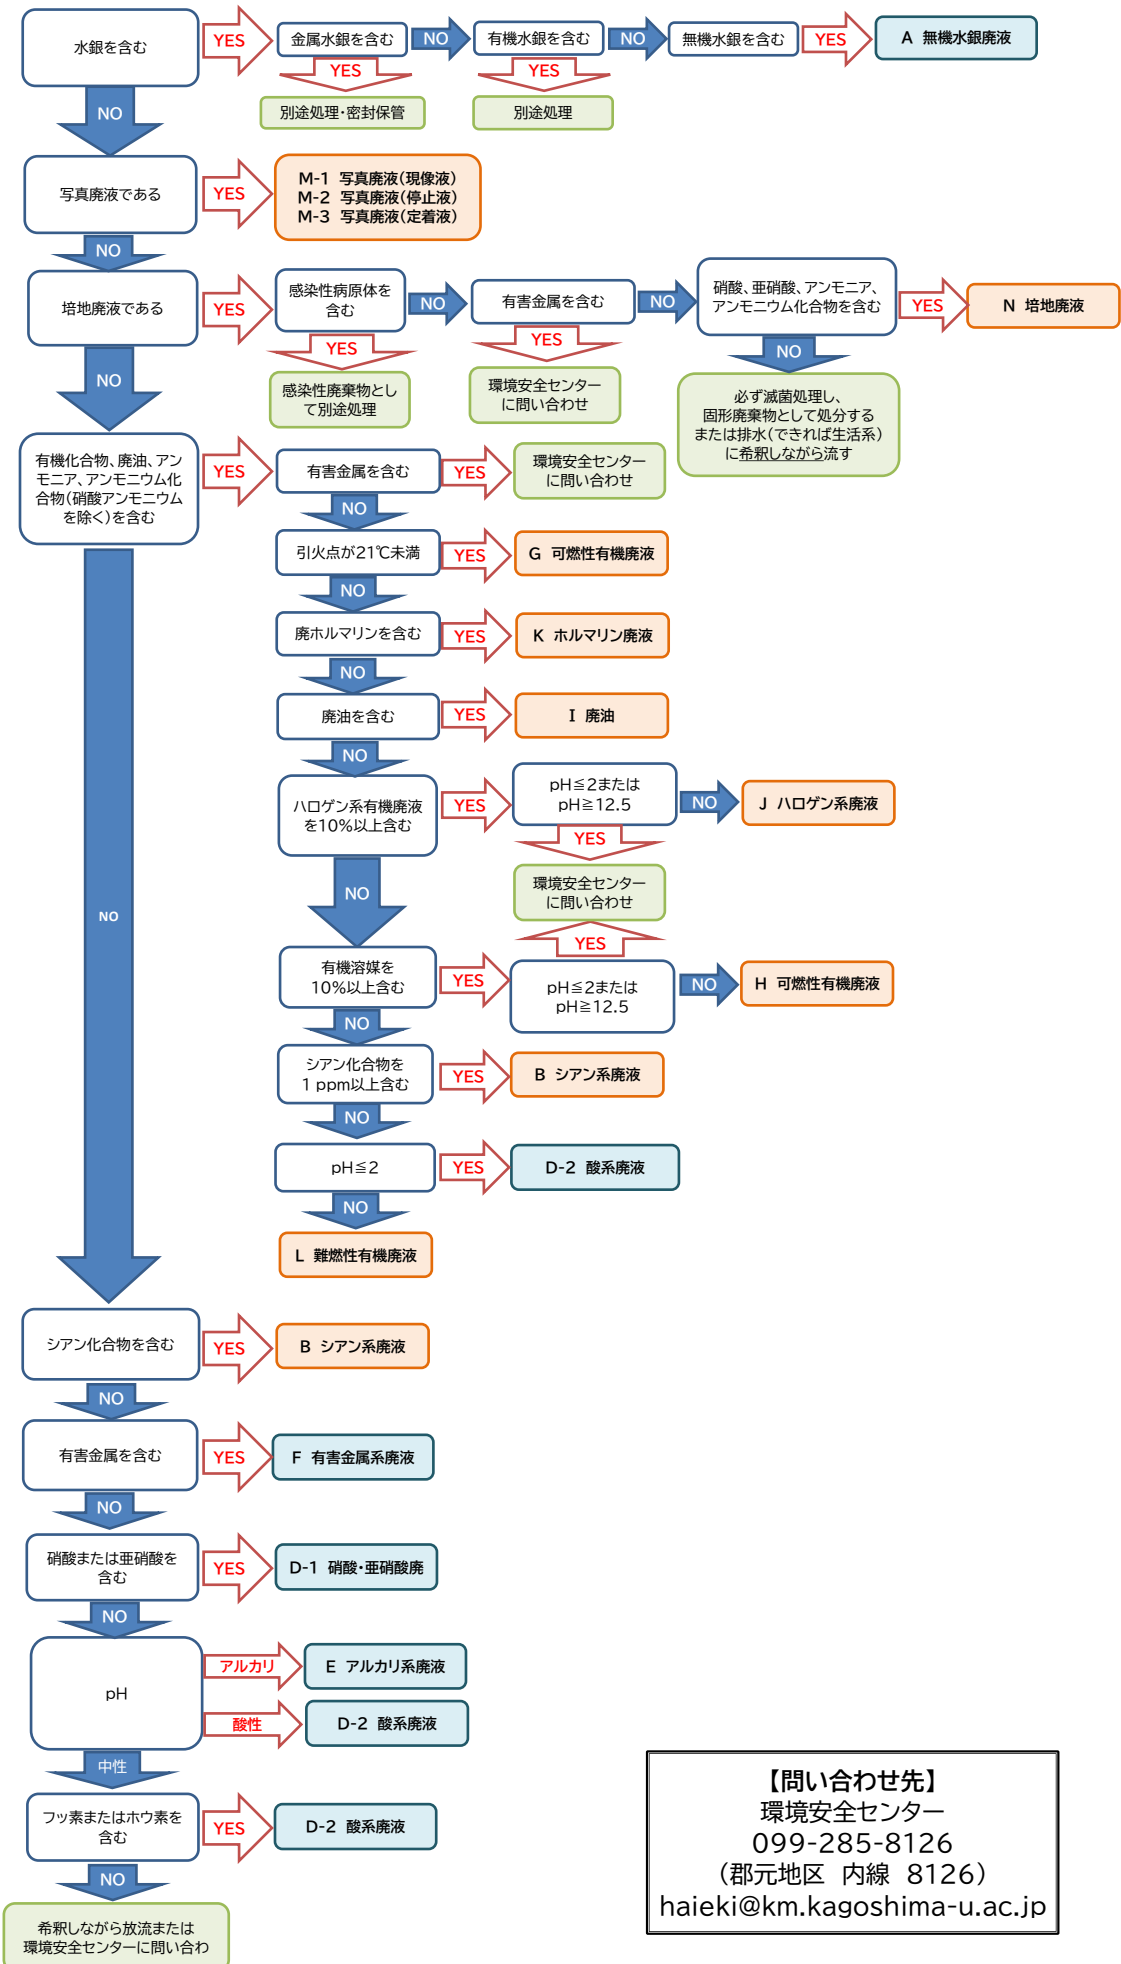 水銀を含む
YES
金属水銀を含む
NO
有機水銀を含む
NO
無機水銀を含む
YES
A 無機水銀廃液
YES
YES
別途処理・密封保管
別途処理
NO
写真廃液である
YES
M-1 写真廃液(現像液)
M-2 写真廃液(停止液)
M-3 写真廃液(定着液)
NO
培地廃液である
YES
感染性病原体を
含む
NO
有害金属を含む
NO
硝酸、亜硝酸、アンモニア、
アンモニウム化合物を含む
YES
N 培地廃液
YES
YES
NO
感染性廃棄物とし
て別途処理
環境安全センター
に問い合わせ
必ず滅菌処理し、
固形廃棄物として処分する
または排水(できれば生活系)
に希釈しながら流す
NO
有機化合物、廃油、アン
モニア、アンモニウム化
合物(硝酸アンモニウム
を除く)を含む
YES
有害金属を含む
YES
環境安全センター
に問い合わせ
NO
引火点が21℃未満
YES
G 可燃性有機廃液
NO
廃ホルマリンを含む
YES
K ホルマリン廃液
NO
廃油を含む
YES
I 廃油
NO
ハロゲン系有機廃液
を10%以上含む
YES
pH≦2または
pH≧12.5
NO
J ハロゲン系廃液
YES
環境安全センター
に問い合わせ
NO
NO
YES
有機溶媒を
10%以上含む
YES
pH≦2または
pH≧12.5
NO
H 可燃性有機廃液
NO
シアン化合物を
1 ppm以上含む
YES
B シアン系廃液
NO
pH≦2
YES
D-2 酸系廃液
NO
L 難燃性有機廃液
シアン化合物を含む
YES
B シアン系廃液
NO
有害金属を含む
YES
F 有害金属系廃液
NO
硝酸または亜硝酸を
含む
YES
D-1 硝酸・亜硝酸廃
NO
pH
アルカリ
E アルカリ系廃液
酸性
D-2 酸系廃液
中性
フッ素またはホウ素を
含む
YES
D-2 酸系廃液
NO
希釈しながら放流または
環境安全センターに問い合わ
【問い合わせ先】
環境安全センター
099-285-8126
(郡元地区 内線 8126)
haieki@km.kagoshima-u.ac.jp